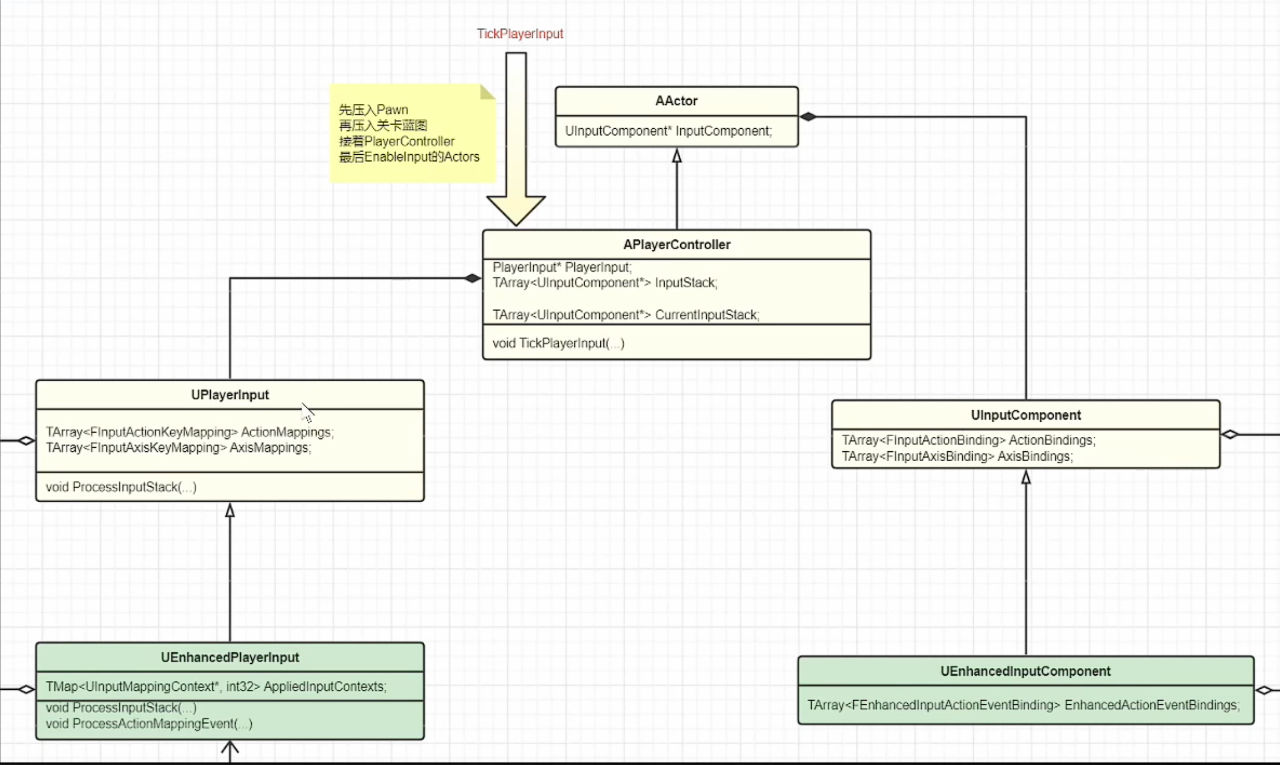 TickPlayerInput
先压入Pawn
再压入关卡蓝图
接着PlayerController
最后EnableInput的Actors
AActor
UInputComponent* InputComponent;
APlayerController
PlayerInput* PlayerInput;
TArray<UInputComponent*> InputStack;
TArray<UInputComponent*> CurrentInputStack;
void TickPlayerInput(...)
UPlayerInput
TArray<FInputActionKeyMapping> ActionMappings;
TArray<FInputAxisKeyMapping> AxisMappings;
void ProcessInputStack(...)
UInputComponent
TArray<FInputActionBinding> ActionBindings;
TArray<FInputAxisBinding> AxisBindings;
UEnhancedPlayerInput
TMap<UInputMappingContext*, int32> AppliedInputContexts;
void ProcessInputStack(...)
void ProcessActionMappingEvent(...)
UEnhancedInputComponent
TArray<FEnhancedInputActionEventBinding> EnhancedActionEventBindings;